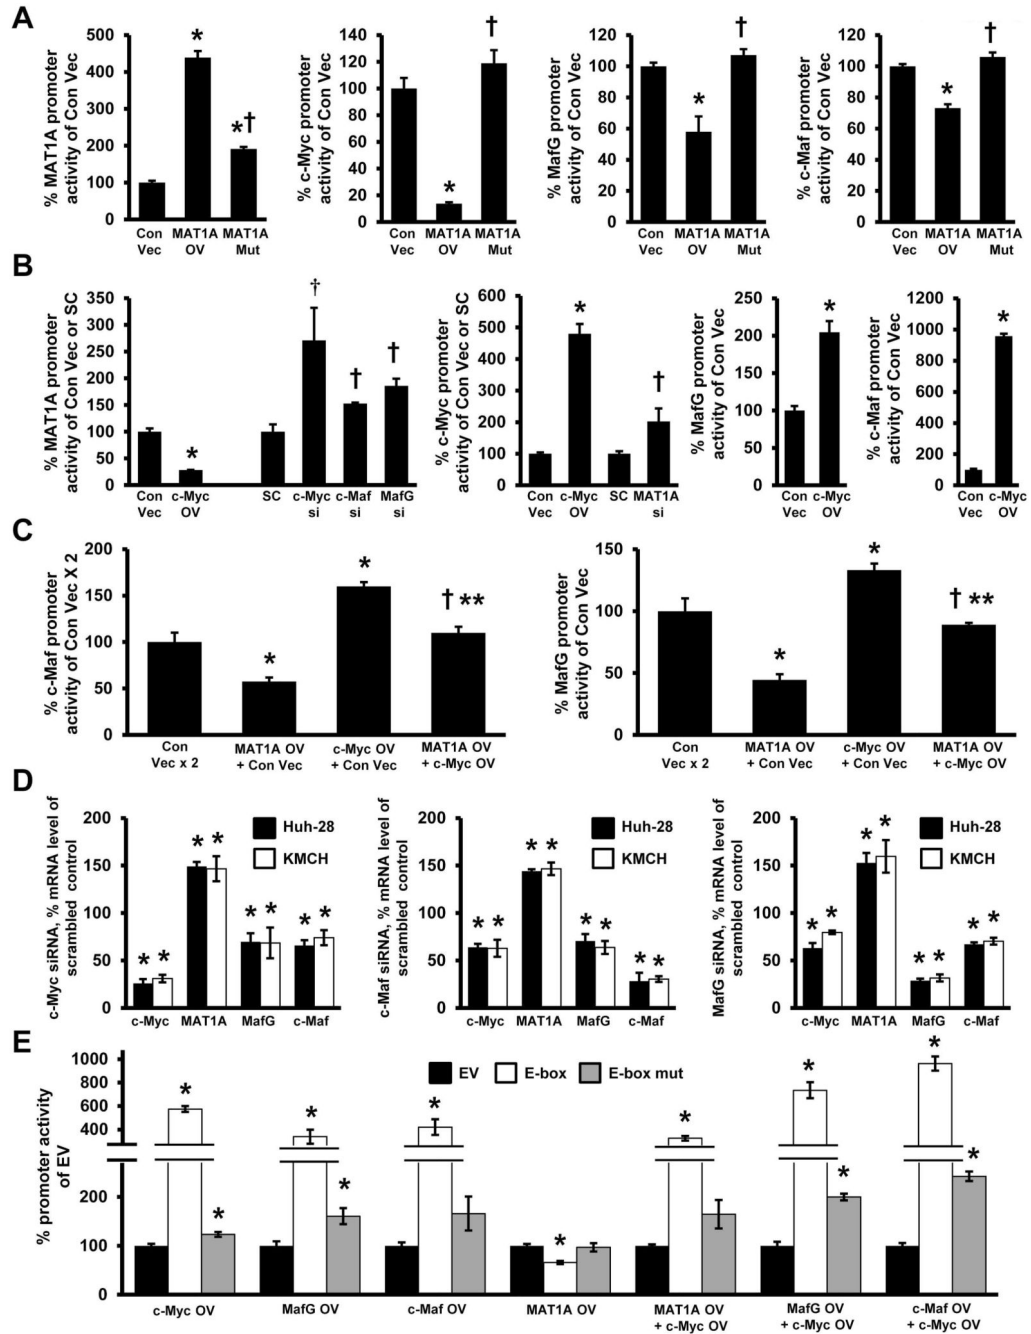 A
% MAT1A promoter
activity of Con Vec
500
400
300
200
100
0
*
*†
Con
Vec
MAT1A
OV
MAT1A
Mut
% c-Myc promoter
activity of Con Vec
140
120
100
80
60
40
20
0
*
†
Con
Vec
MAT1A
OV
MAT1A
Mut
% MafG promoter
activity of Con Vec
120
100
80
60
40
20
0
*
†
Con
Vec
MAT1A
OV
MAT1A
Mut
% c-Maf promoter
activity of Con Vec
120
100
80
60
40
120
0
*
†
Con
Vec
MAT1A
OV
MAT1A
Mut
B
% MAT1A promoter
activity of Con Vec or SC
350
300
250
200
150
100
50
0
*
†
†
†
Con
Vec
c-Myc
OV
SC
c-Myc
si
c-Maf
si
MafG
si
% c-Myc promoter
activity of Con Vec or SC
600
500
400
300
200
100
0
*
†
Con
Vec
c-Myc
OV
SC
MAT1A
si
% MafG promoter
activity of Con Vec
250
200
150
100
50
0
*
Con
Vec
c-Myc
OV
% c-Maf promoter
activity of Con Vec
1200
1000
800
600
400
200
0
*
Con
Vec
c-Myc
OV
C
% c-Maf promoter
activity of Con Vec X 2
200
150
100
50
0
*
*
† **
Con
Vec x 2
MAT1A OV
+ Con Vec
c-Myc OV
+ Con Vec
MAT1A OV
+ c-Myc OV
% MafG promoter
activity of Con Vec
150
100
50
0
*
*
† **
Con
Vec x 2
MAT1A OV
+ Con Vec
c-Myc OV
+ Con Vec
MAT1A OV
+ c-Myc OV
D
c-Myc siRNA, % mRNA level of
scrambled control
200
150
100
50
0
Huh-28
KMCH
* *
* *
* *
* *
c-Myc MAT1A MafG c-Maf
c-Maf siRNA, % mRNA level of
scrambled control
200
150
100
50
0
Huh-28
KMCH
* *
* *
* *
* *
c-Myc MAT1A MafG c-Maf
MafG siRNA, % mRNA level of
scrambled control
200
150
100
50
0
Huh-28
KMCH
* *
* *
* *
* *
c-Myc MAT1A MafG c-Maf
E
% promoter activity
of EV
1000
800
600
400
200
100
0
EV E-box E-box mut
* *
* *
*
*
*
* *
* *
c-Myc OV
MafG OV
c-Maf OV
MAT1A OV
MAT1A OV
+ c-Myc OV
MafG OV
+ c-Myc OV
c-Maf OV
+ c-Myc OV